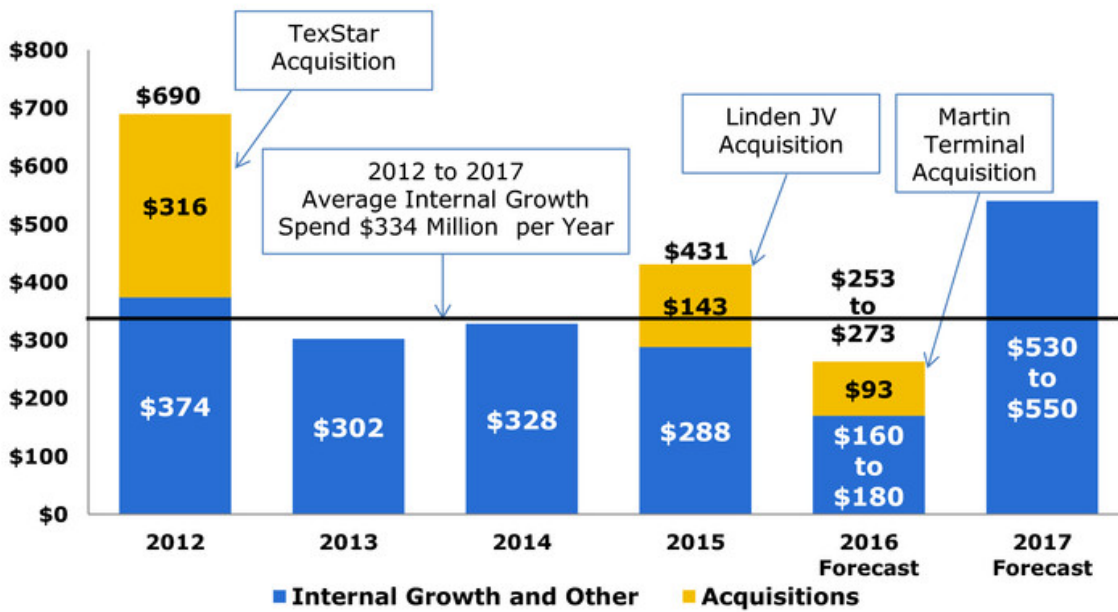 TexStar
Acquisition
Linden JV
Acquisition
Martin
Terminal
Acquisition
2012 to 2017
Average Internal Growth
Spend $334 Million per Year
$800
$700
$600
$500
$400
$300
$200
$100
$0
$690
$316
$374
$302
$328
$431
$143
$288
$253
to
$273
$93
$160
to
$180
$530
to
$550
2012
2013
2014
2015
2016
Forecast
2017
Forecast
Internal Growth and Other
Acquisitions